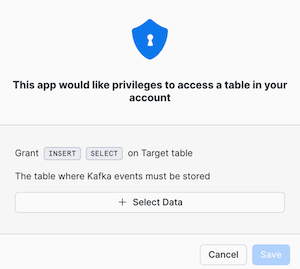 This app would like privileges to access a table in your
account
Grant INSERT SELECT on Target table
The table where Kafka events must be stored
+ Select Data
Cancel Save